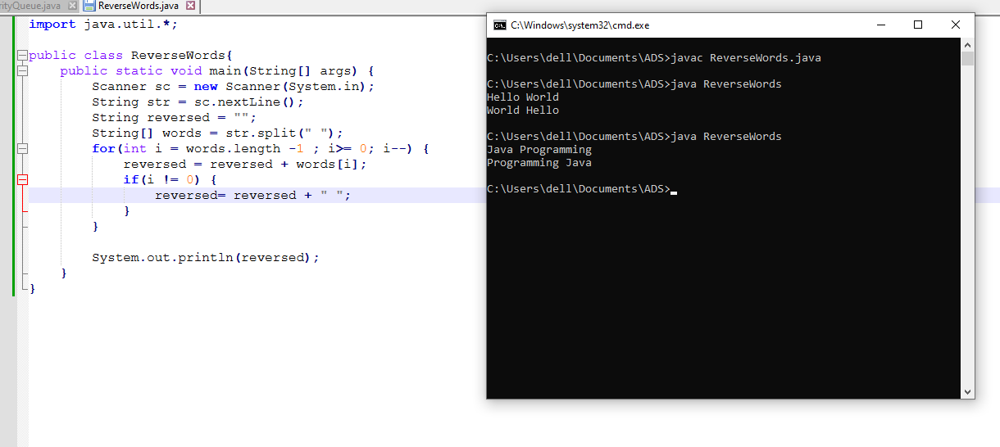 rityQueue.java ReverseWords.java
import java.util.*;
public class ReverseWords{
public static void main(String[] args) {
Scanner sc = new Scanner(System.in);
String str = sc.nextLine();
String reversed = "";
String[] words = str.split(" ");
for(int i = words.length -1 ; i>= 0; i--) {
reversed = reversed + words[i];
if(i != 0) {
reversed= reversed + " ";
}
}
System.out.println(reversed);
}
}
C:\Windows\system32\cmd.exe
C:\Users\dell\Documents\ADS>javac ReverseWords.java
C:\Users\dell\Documents\ADS>java ReverseWords
Hello World
World Hello
C:\Users\dell\Documents\ADS>java ReverseWords
Java Programming
Programming Java
C:\Users\dell\Documents\ADS>